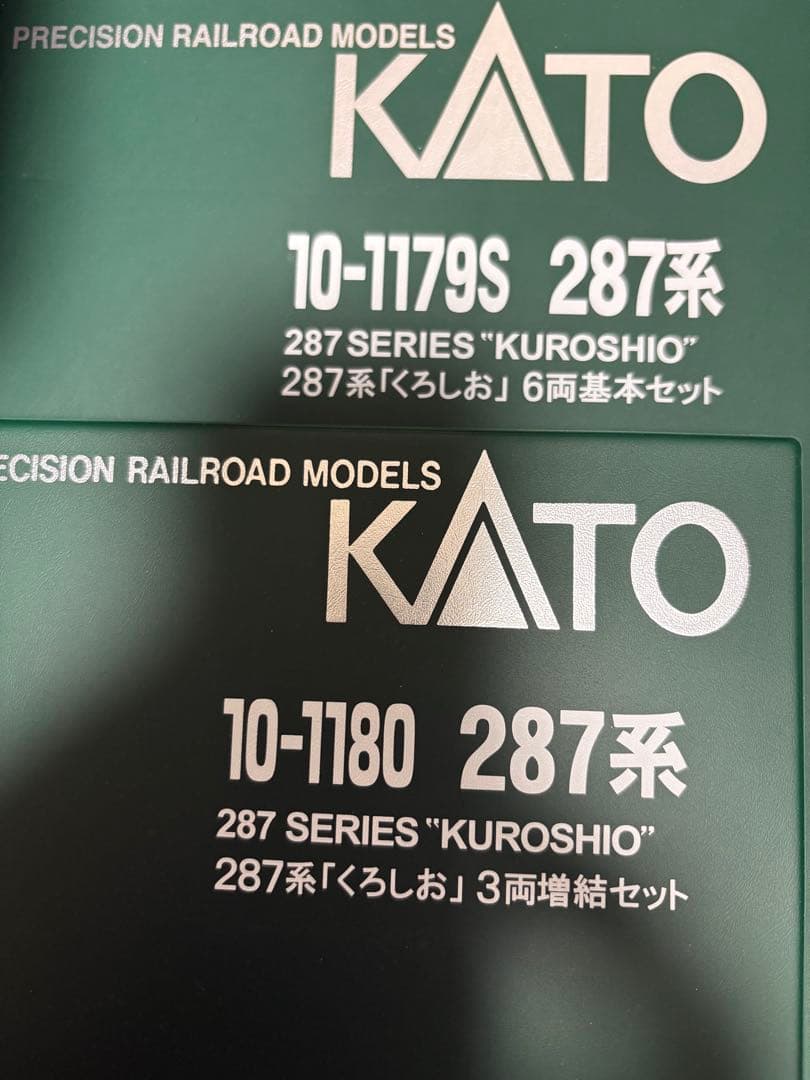 PRECISION RAILROAD MODELS
KATO
10-1179S 287系
287 SERIES "KUROSHIO"
287系「くろしお」 6両基本セット
ECISION RAILROAD MODELS
KATO
10-1180 287系
287 SERIES "KUROSHIO"
287系「くろしお」 3両増結セット